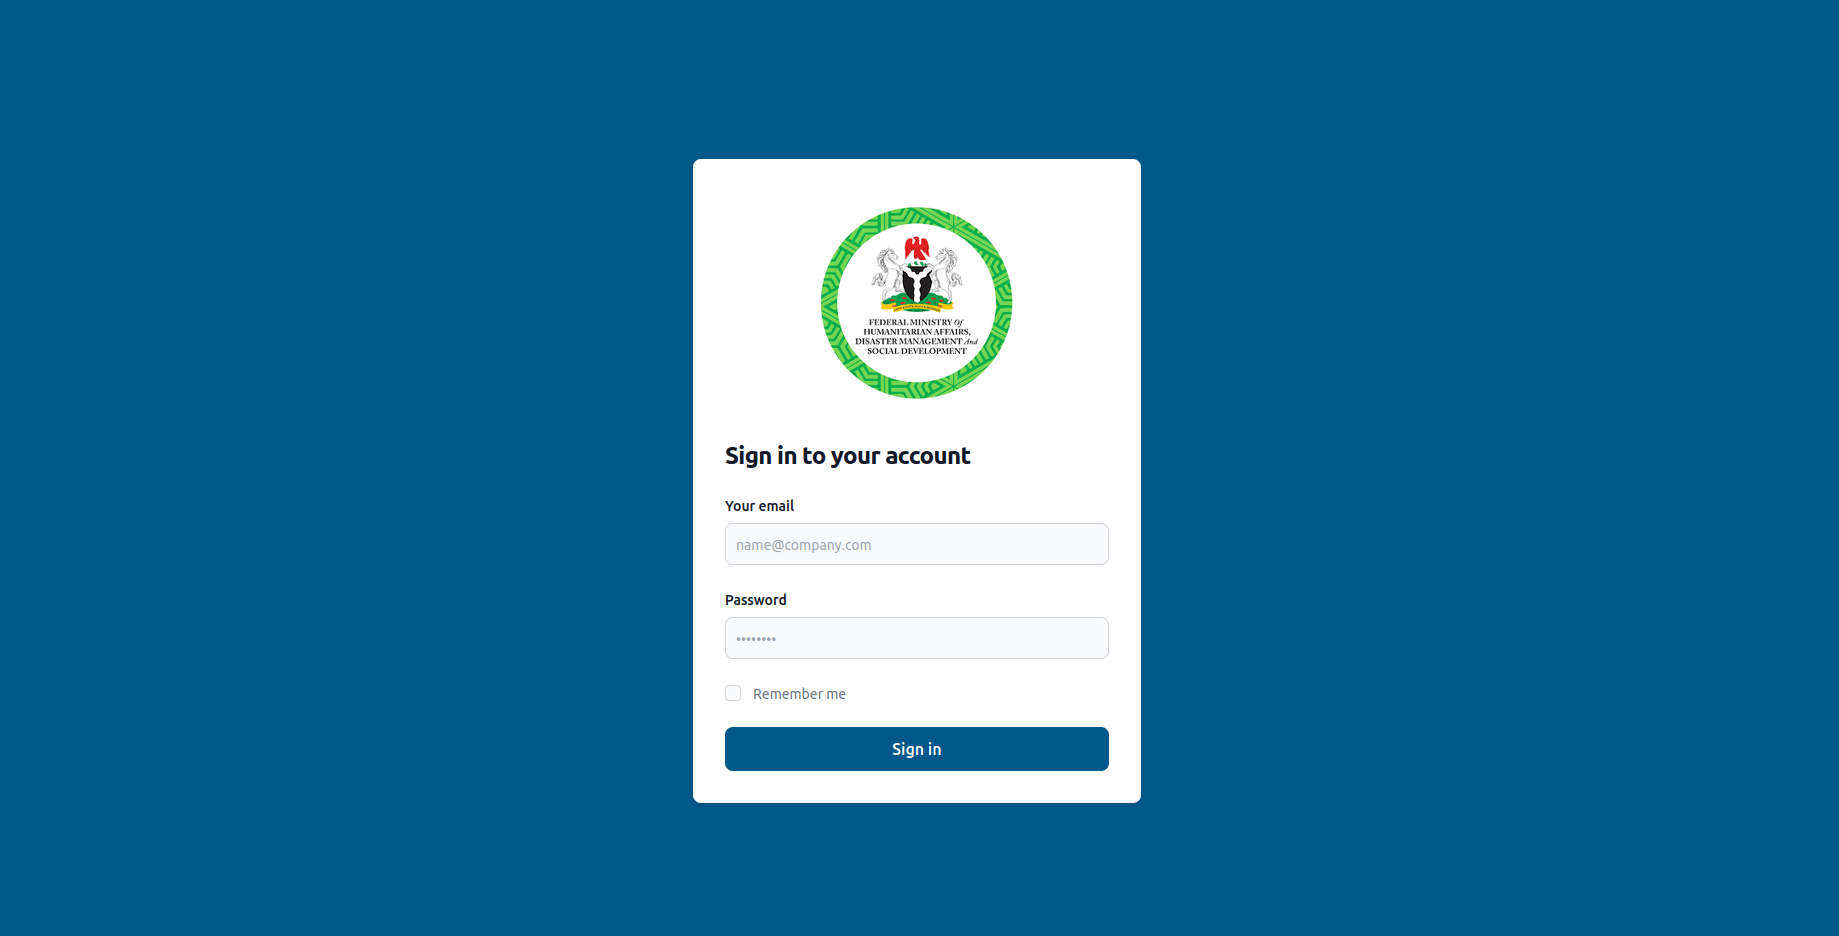 FEDERAL MINISTRY Of
HUMANITARIAN AFFAIRS,
DISASTER MANAGEMENT And
SOCIAL DEVELOPMENT
Sign in to your account
Your email
name@company.com
Password
••••••••
Remember me
Sign in